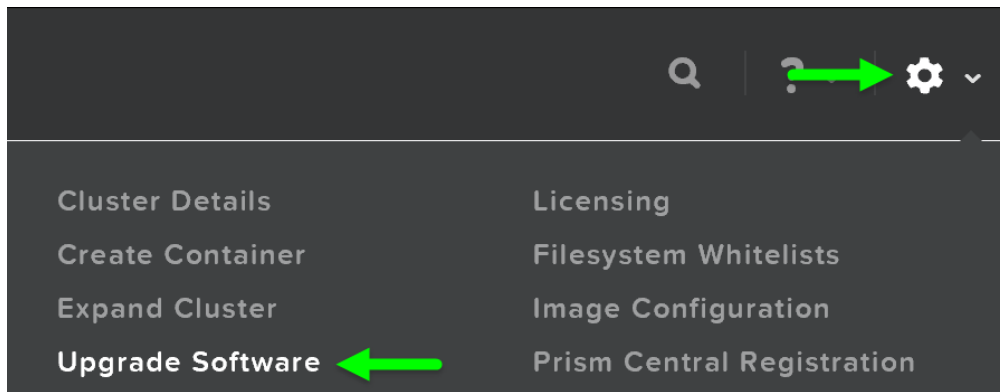 ?
Cluster Details
Licensing
Create Container
Filesystem Whitelists
Expand Cluster
Image Configuration
Upgrade Software
Prism Central Registration